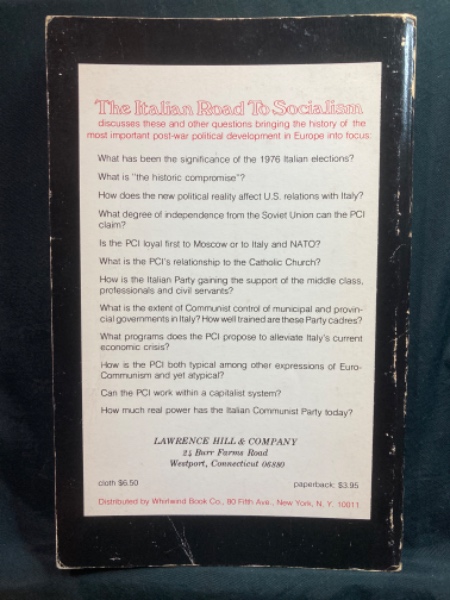 The Italian Road To Socialism
discusses these and other questions bringing the history of the
most important post-war political development in Europe into focus:
What has been the significance of the 1976 Italian elections?
What is "the historic compromise"?
How does the new political reality affect U.S. relations with Italy?
What degree of independence from the Soviet Union can the PCI
claim?
Is the PCI loyal first to Moscow or to Italy and NATO?
What is the PCI's relationship to the Catholic Church?
How is the Italian Party gaining the support of the middle class,
professionals and civil servants?
What is the extent of Communist control of municipal and provin-
cial governments in Italy? How well trained are these Party cadres?
What programs does the PCI propose to alleviate Italy's current
economic crisis?
How is the PCI both typical among other expressions of Euro-
Communism and yet atypical?
Can the PCI work within a capitalist system?
How much real power has the Italian Communist Party today?
LAWRENCE HILL & COMPANY
24 Burr Farms Road
Westport, Connecticut 06880
cloth $6.50 paperback: $3.95
Distributed by Whirlwind Book Co., 80 Fifth Ave., New York, N. Y. 10011